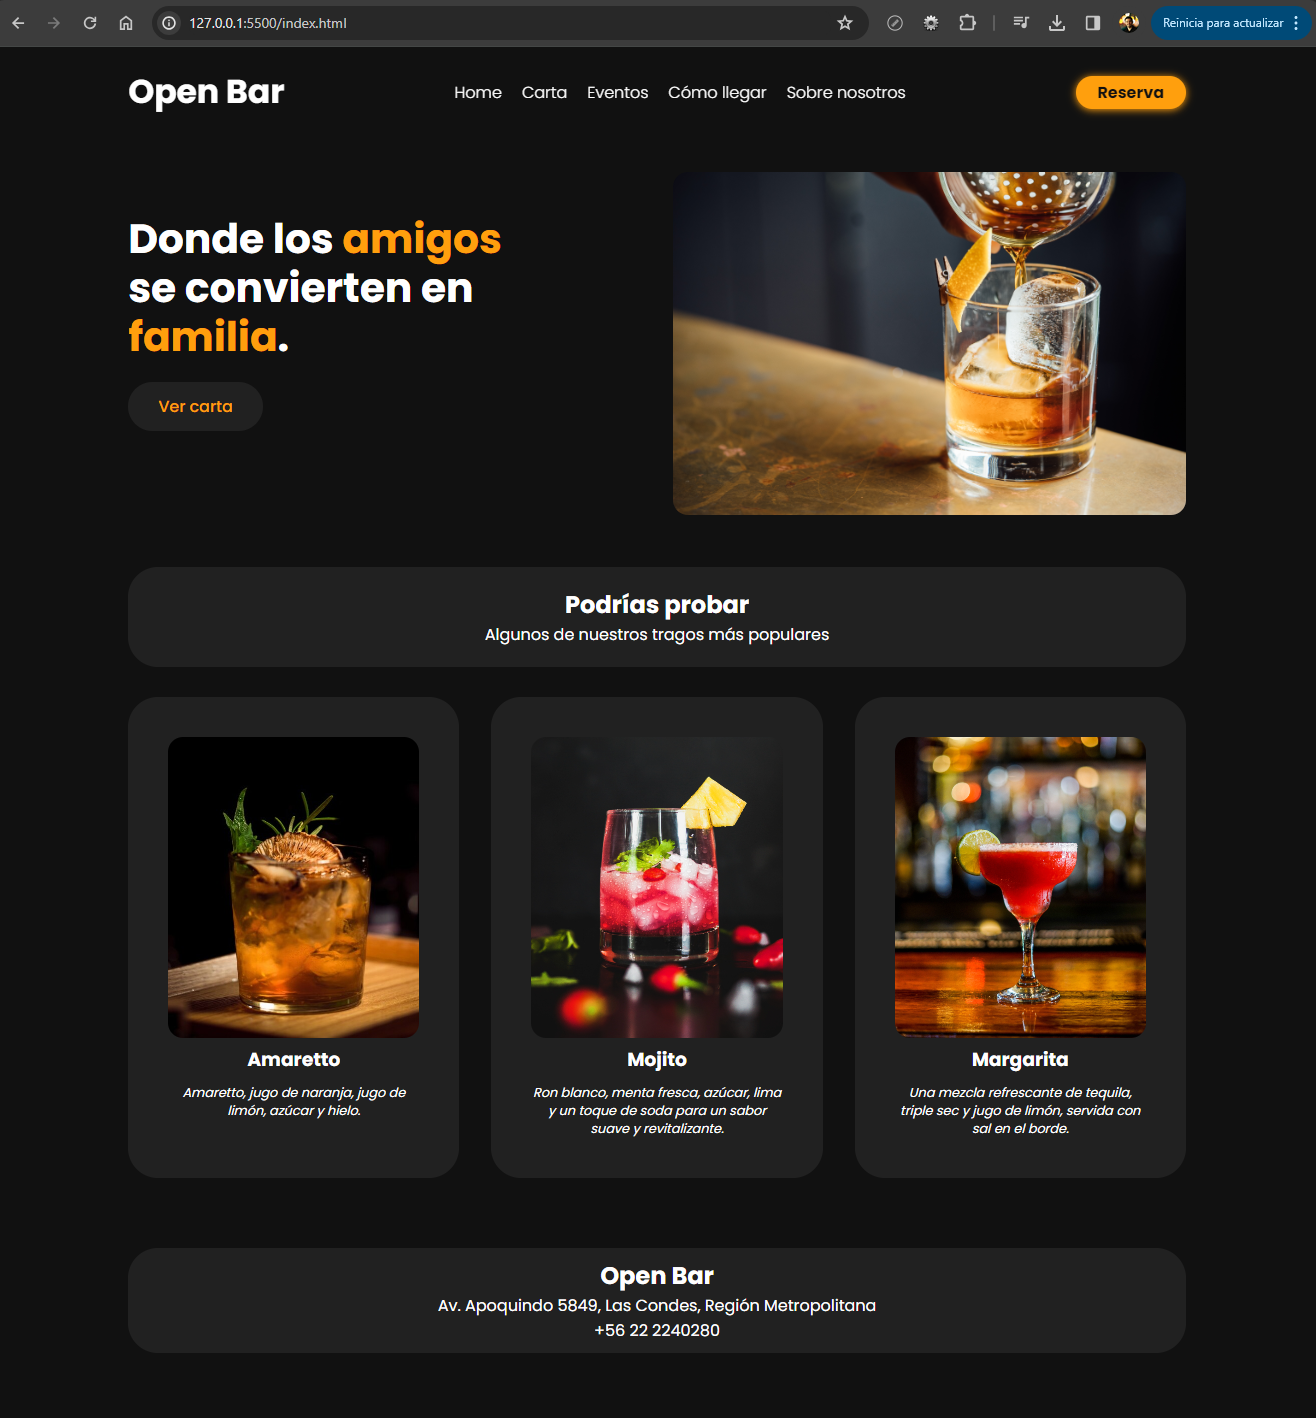 127.0.0.1:5500/index.html
Reinicia para actualizar
Open Bar
Home Carta Eventos Cómo llegar Sobre nosotros
Reserva
Donde los amigos
se convierten en
familia.
Ver carta
Podrías probar
Algunos de nuestros tragos más populares
Amaretto
Amaretto, jugo de naranja, jugo de
limón, azúcar y hielo.
Mojito
Ron blanco, menta fresca, azúcar, lima
y un toque de soda para un sabor
suave y revitalizante.
Margarita
Una mezcla refrescante de tequila,
triple sec y jugo de limón, servida con
sal en el borde.
Open Bar
Av. Apoquindo 5849, Las Condes, Región Metropolitana
+56 22 2240280